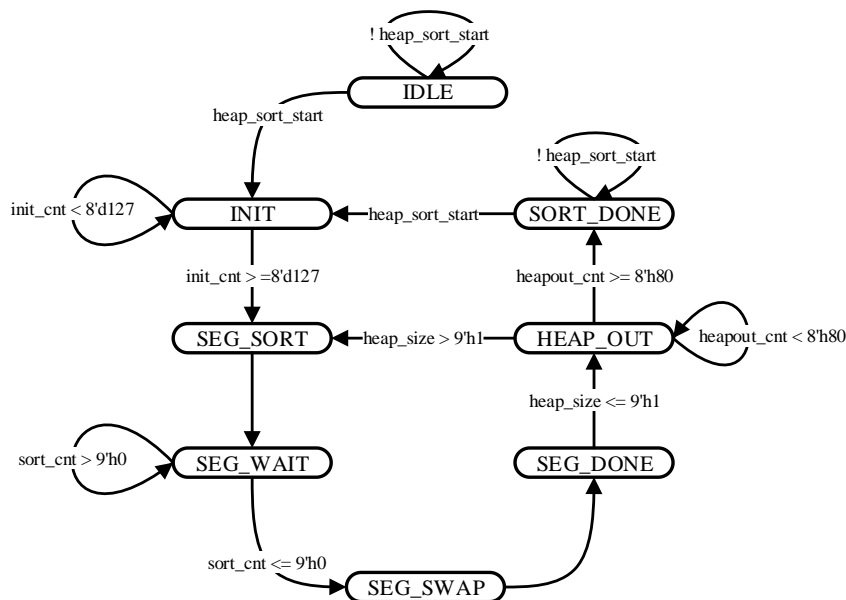 ! heap_sort_start
IDLE
heap_sort_start
! heap_sort_start
init_cnt < 8'd127
INIT
heap_sort_start
SORT_DONE
init_cnt > =8'd127
heapout_cnt >= 8'h80
SEG_SORT
heap_size > 9'h1
HEAP_OUT
heapout_cnt < 8'h80
heap_size <= 9'h1
sort_cnt > 9'h0
SEG_WAIT
SEG_DONE
sort_cnt <= 9'h0
SEG_SWAP